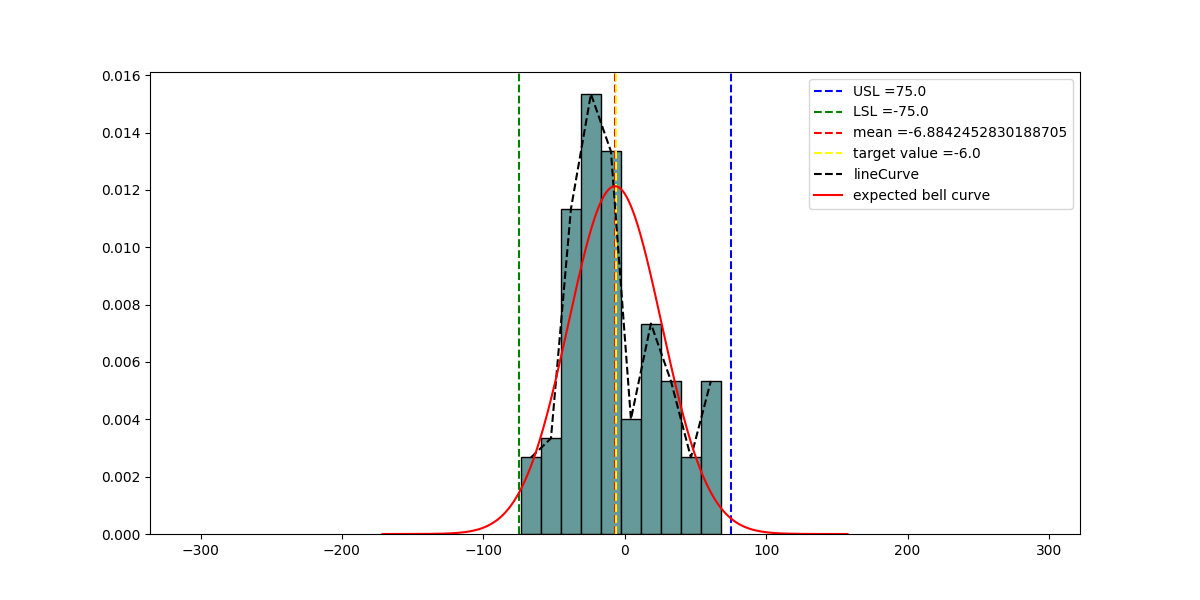 0.016
0.014
0.012
0.010
0.008
0.006
0.004
0.002
0.000
−300
−200
−100
0
100
200
300
USL =75.0
LSL =-75.0
mean =-6.8842452830188705
target value =-6.0
lineCurve
expected bell curve